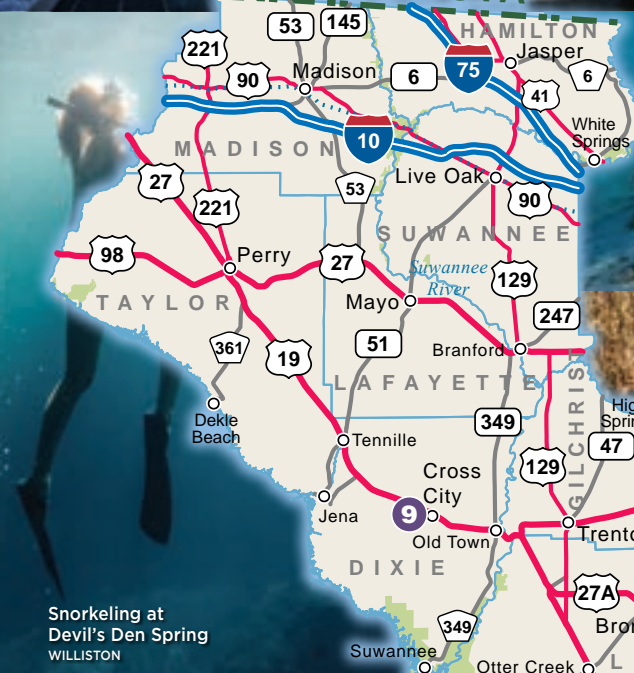 53
145
HAMILTON
221
Jasper
75
90
Madison
6
6
41
White
Springs
10
MADISON
Live Oak
27
53
90
221
SUWANNEE
98
Perry
27
Suwannee
River
129
TAYLOR
Mayo
247
51
Branford
361
19
LAFAYETTE
GILCHRIST
349
Dekle
Beach
Tennille
47
129
Cross
City
9
Jena
Old Town
DIXIE
27A
349
Snorkeling at
Devil's Den Spring
WILLISTON
Suwannee
Otter Creek
L